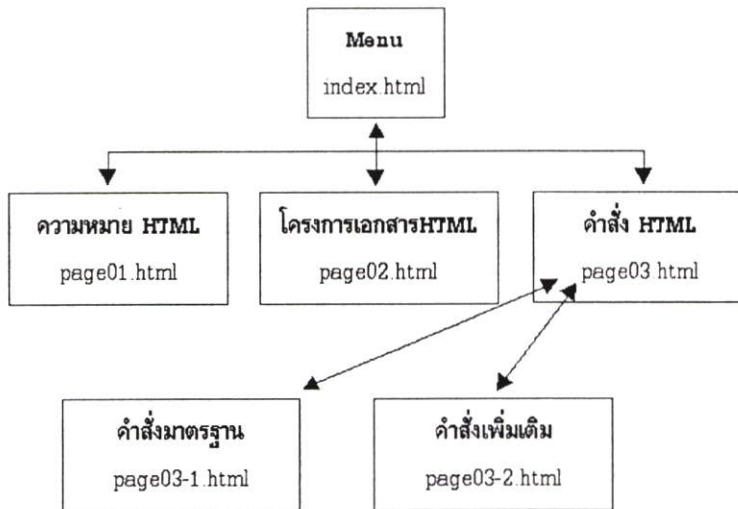 Menu
index.html
ความหมาย HTML
page01.html
โครงการเอกสารHTML
page02.html
คำสั่ง HTML
page03.html
คำสั่งมาตรฐาน
page03-1.html
คำสั่งเพิ่มเติม
page03-2.html